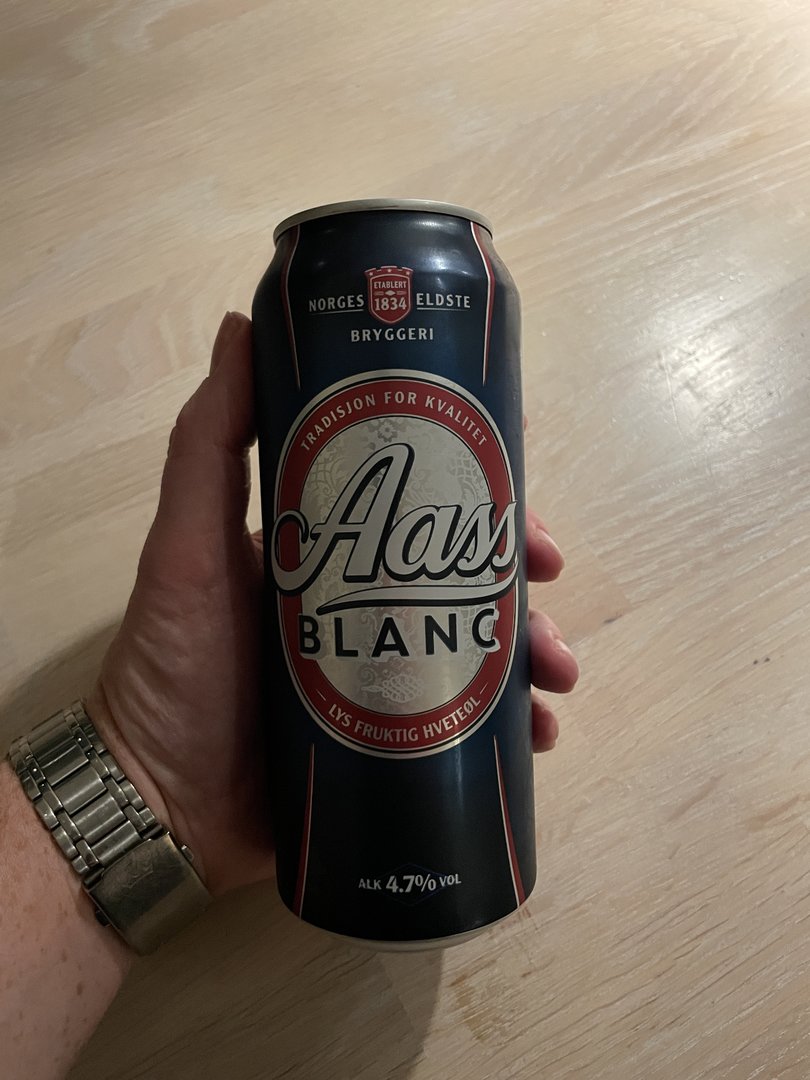 ETABLERT
NORGES 1834 ELDSTE
BRYGGERI
TRADISJON FOR KVALITET
Aass
BLANC
LYS FRUKTIG HVETEØL
ALK 4.7% VOL